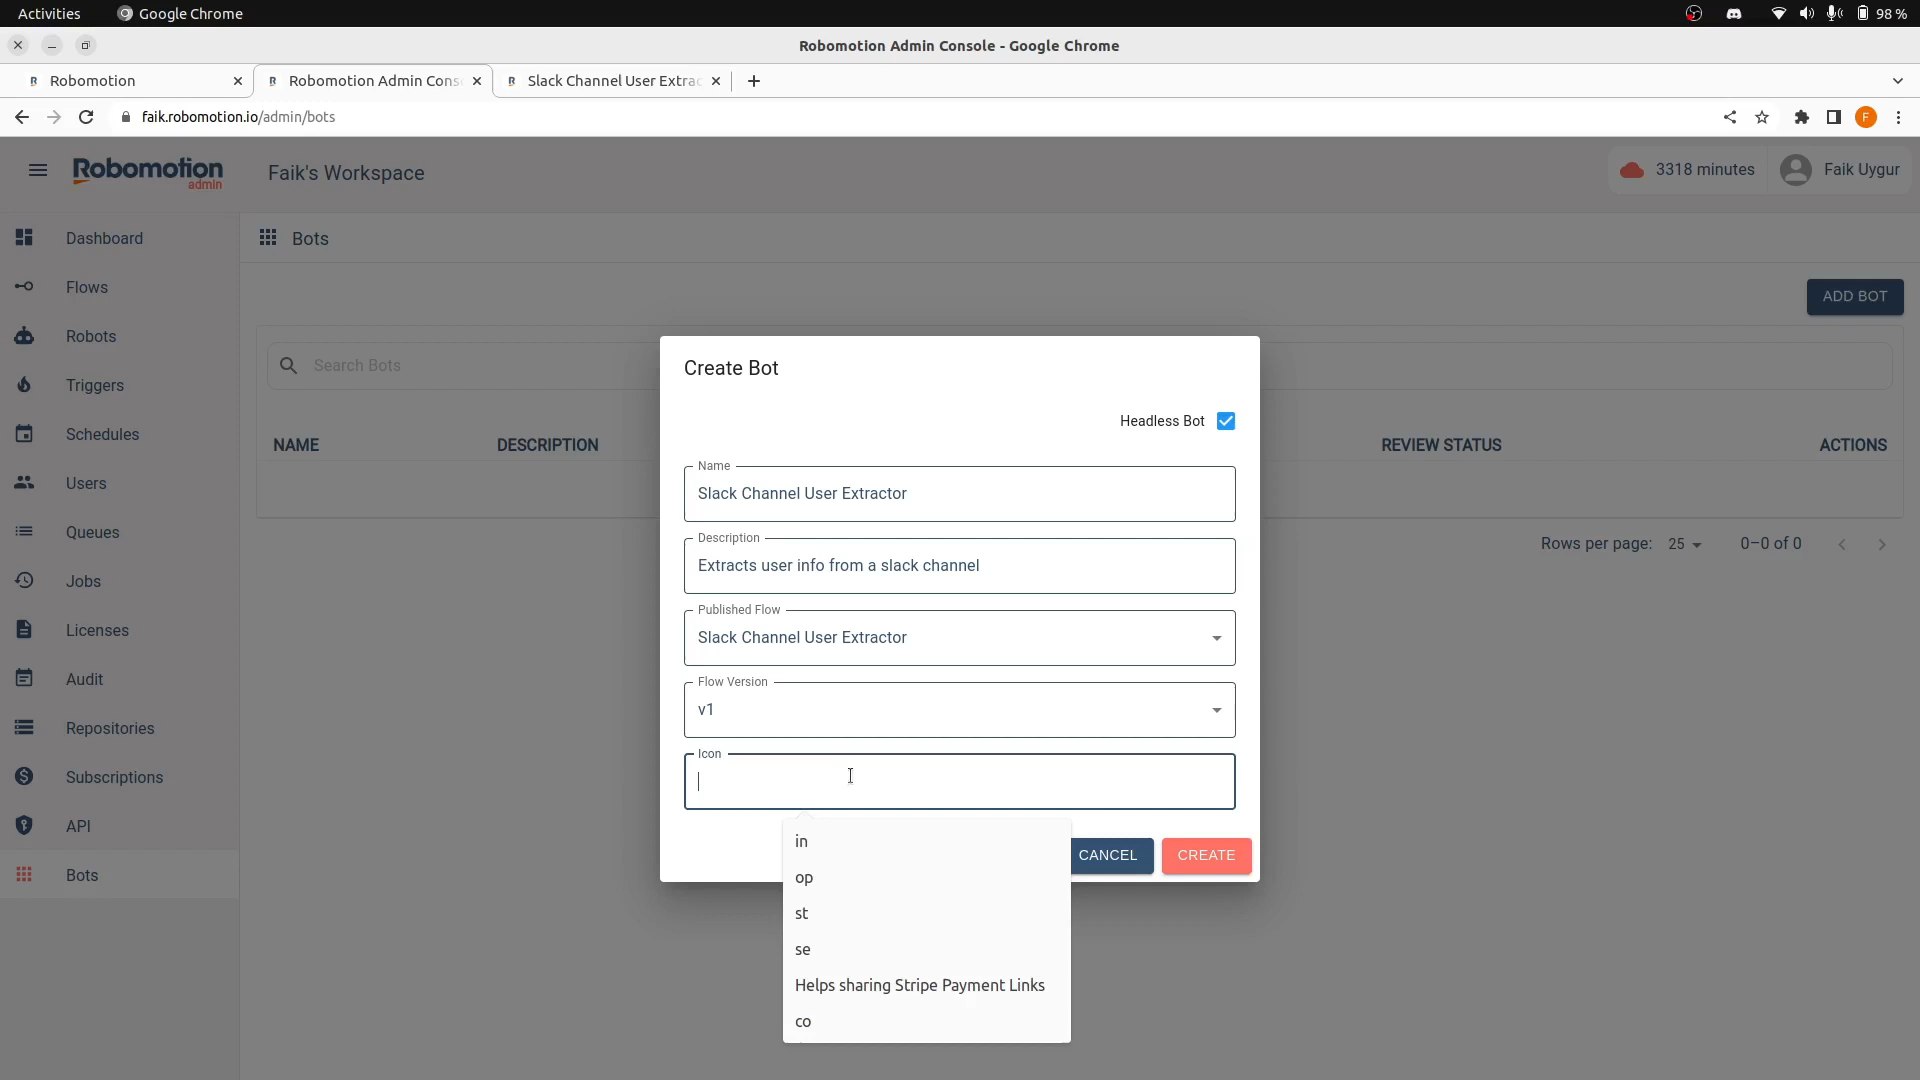 Activities
Google Chrome
98 %
Robomotion Admin Console - Google Chrome
Robomotion
Robomotion Admin Cons
Slack Channel User Extrac
faik.robomotion.io/admin/bots
Robomotion
admin
Faik's Workspace
3318 minutes
Faik Uygur
F
Dashboard
Flows
Robots
Triggers
Schedules
Users
Queues
Jobs
Licenses
Audit
Repositories
Subscriptions
API
Bots
Bots
ADD BOT
Search Bots
NAME
DESCRIPTION
REVIEW STATUS
ACTIONS
Rows per page: 25
0–0 of 0
Create Bot
Headless Bot
Name
Slack Channel User Extractor
Description
Extracts user info from a slack channel
Published Flow
Slack Channel User Extractor
Flow Version
v1
Icon
CANCEL
CREATE
in
op
st
se
Helps sharing Stripe Payment Links
co